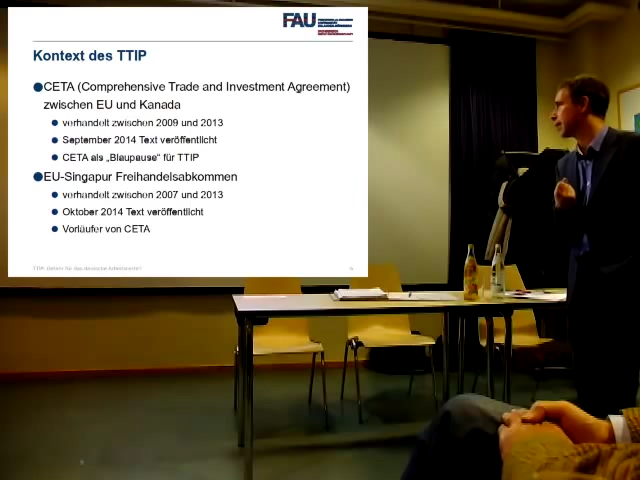 FAU
Kontext des TTIP
CETA (Comprehensive Trade and Investment Agreement)
zwischen EU und Kanada
verhandelt zwischen 2009 und 2013
September 2014 Text veröffentlicht
CETA als „Blaupause“ für TTIP
EU-Singapur Freihandelsabkommen
verhandelt zwischen 2007 und 2013
Oktober 2014 Text veröffentlicht
Vorläufer von CETA